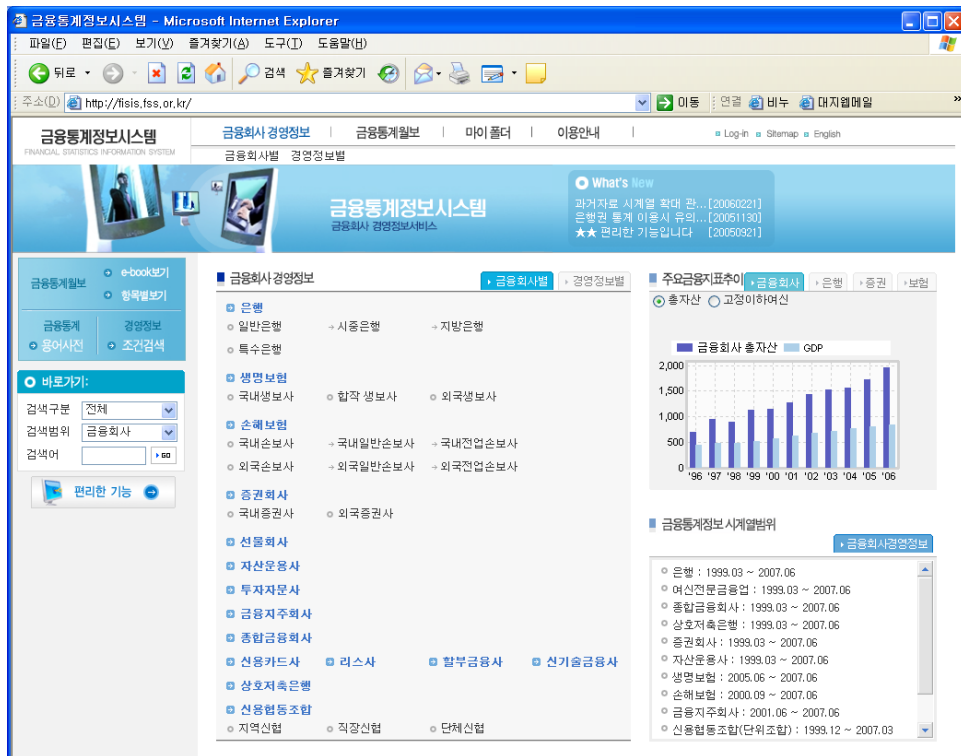 금융통계정보시스템 - Microsoft Internet Explorer
파일(F) 편집(E) 보기(V) 즐겨찾기(A) 도구(T) 도움말(H)
뒤로 검색 즐겨찾기
주소(D) http://fisis.fss.or.kr/ 이동 연결 비누 대지웹메일 »
금융통계정보시스템
FINANCIAL STATISTICS INFORMATION SYSTEM
금융회사 경영정보 | 금융통계월보 | 마이 폴더 | 이용안내 |
Log-in Sitemap English
금융회사별 경영정보별
금융통계정보시스템
금융회사 경영정보서비스
What's New
과거자료 시계열 확대 관...[20060221]
은행권 통계 이용시 유의...[20051130]
★★ 편리한 기능입니다 [20050921]
금융통계월보
e-book보기
항목별보기
금융통계
용어사전
경영정보
조건검색
바로가기:
검색구분 전체
검색범위 금융회사
검색어 GO
편리한 기능
금융회사 경영정보 금융회사별 경영정보별
은행
일반은행 → 시중은행 → 지방은행
특수은행
생명보험
국내생보사 합작 생보사 외국생보사
손해보험
국내손보사 → 국내일반손보사 → 국내전업손보사
외국손보사 → 외국일반손보사 → 외국전업손보사
증권회사
국내증권사 외국증권사
선물회사
자산운용사
투자자문사
금융지주회사
종합금융회사
신용카드사 리스사 할부금융사 신기술금융사
상호저축은행
신용협동조합
지역신협 직장신협 단체신협
주요금융지표추이 금융회사 은행 증권 보험
총자산 고정이하여신
금융회사 총자산 GDP
2,000
1,500
1,000
500
0
'96 '97 '98 '99 '00 '01 '02 '03 '04 '05 '06
금융통계정보 시계열범위
금융회사경영정보
은행 : 1999.03 ~ 2007.06
여신전문금융업 : 1999.03 ~ 2007.06
종합금융회사 : 1999.03 ~ 2007.06
상호저축은행 : 1999.03 ~ 2007.06
증권회사 : 1999.03 ~ 2007.06
자산운용사 : 1999.03 ~ 2007.06
생명보험 : 2005.06 ~ 2007.06
손해보험 : 2000.09 ~ 2007.06
금융지주회사 : 2001.06 ~ 2007.06
신용협동조합(단위조합) : 1999.12 ~ 2007.03